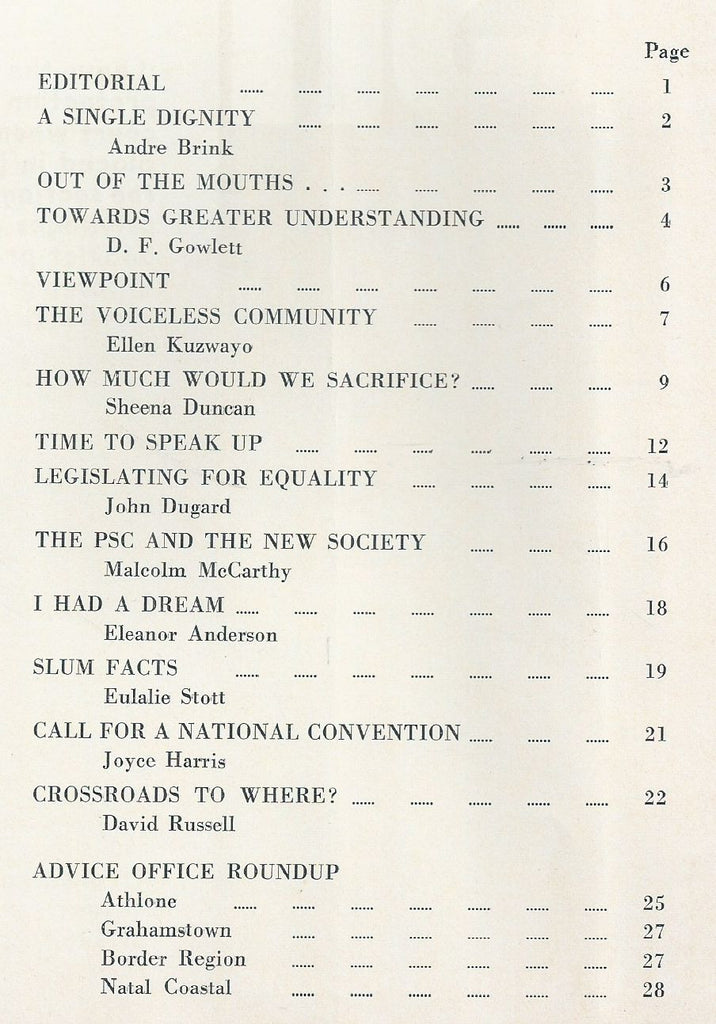 Page
EDITORIAL ...... ...... ...... ...... ...... ...... ...... 1
A SINGLE DIGNITY ...... ...... ...... ...... ...... ...... 2
Andre Brink
OUT OF THE MOUTHS . . . ...... ...... ...... ...... ...... 3
TOWARDS GREATER UNDERSTANDING ...... ...... ...... 4
D. F. Gowlett
VIEWPOINT ...... ...... ...... ...... ...... ...... ...... 6
THE VOICELESS COMMUNITY ...... ...... ...... ...... 7
Ellen Kuzwayo
HOW MUCH WOULD WE SACRIFICE? ...... ...... ...... 9
Sheena Duncan
TIME TO SPEAK UP ...... ...... ...... ...... ...... ...... 12
LEGISLATING FOR EQUALITY ...... ...... ...... ...... 14
John Dugard
THE PSC AND THE NEW SOCIETY ...... ...... ...... 16
Malcolm McCarthy
I HAD A DREAM ...... ...... ...... ...... ...... ...... ...... 18
Eleanor Anderson
SLUM FACTS ...... ...... ...... ...... ...... ...... ...... 19
Eulalie Stott
CALL FOR A NATIONAL CONVENTION ...... ...... ...... 21
Joyce Harris
CROSSROADS TO WHERE? ...... ...... ...... ...... ...... 22
David Russell
ADVICE OFFICE ROUNDUP
Athlone ...... ...... ...... ...... ...... ...... ...... 25
Grahamstown ...... ...... ...... ...... ...... ...... 27
Border Region ...... ...... ...... ...... ...... ...... 27
Natal Coastal ...... ...... ...... ...... ...... ...... 28